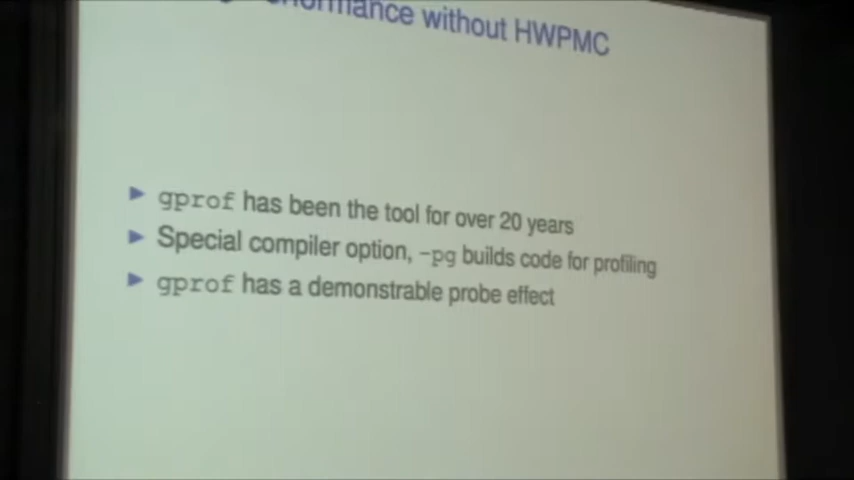 without HWPMC
▶ gprof has been the tool for over 20 years
▶ Special compiler option, -pg builds code for profiling
▶ gprof has a demonstrable probe effect